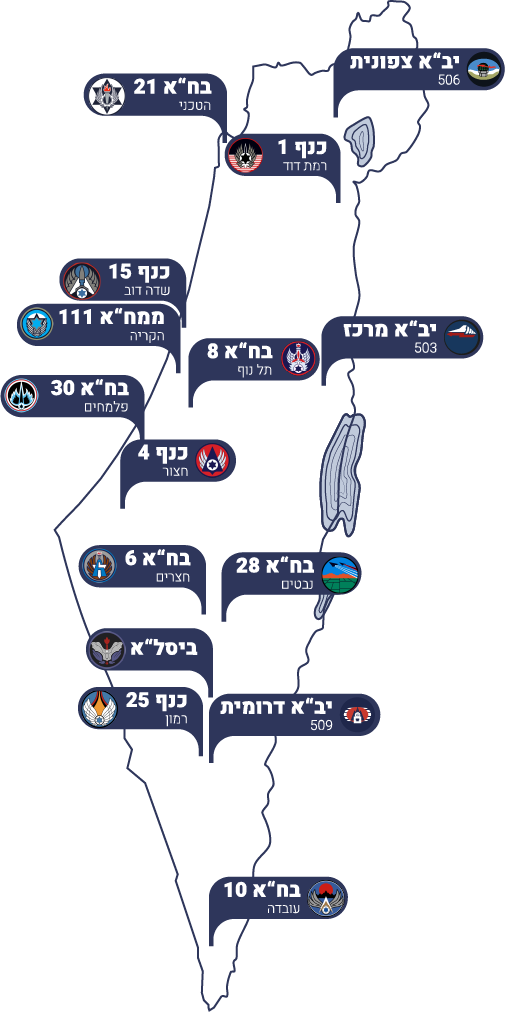 יב"א צפונית
506
בח"א 21
הטכני
כנף 1
רמת דוד
כנף 15
שדה דוב
ממח"א 111
הקריה
יב"א מרכז
503
בח"א 8
תל נוף
בח"א 30
פלמחים
כנף 4
חצור
בח"א 6
חצרים
בח"א 28
נבטים
ביסל"א
כנף 25
רמון
יב"א דרומית
509
בח"א 10
עובדה